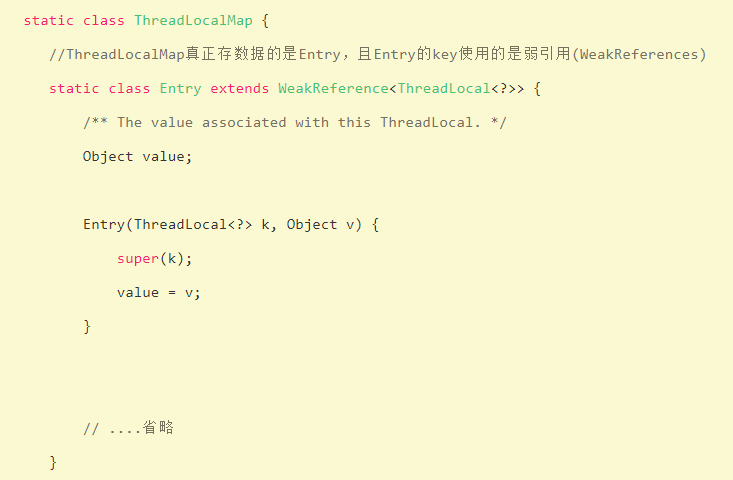 static class ThreadLocalMap {
//ThreadLocalMap真正存数据的是Entry，且Entry的key使用的是弱引用(WeakReferences)
static class Entry extends WeakReference<ThreadLocal<?>> {
/** The value associated with this ThreadLocal. */
Object value;
Entry(ThreadLocal<?> k, Object v) {
super(k);
value = v;
}
// ....省略
}